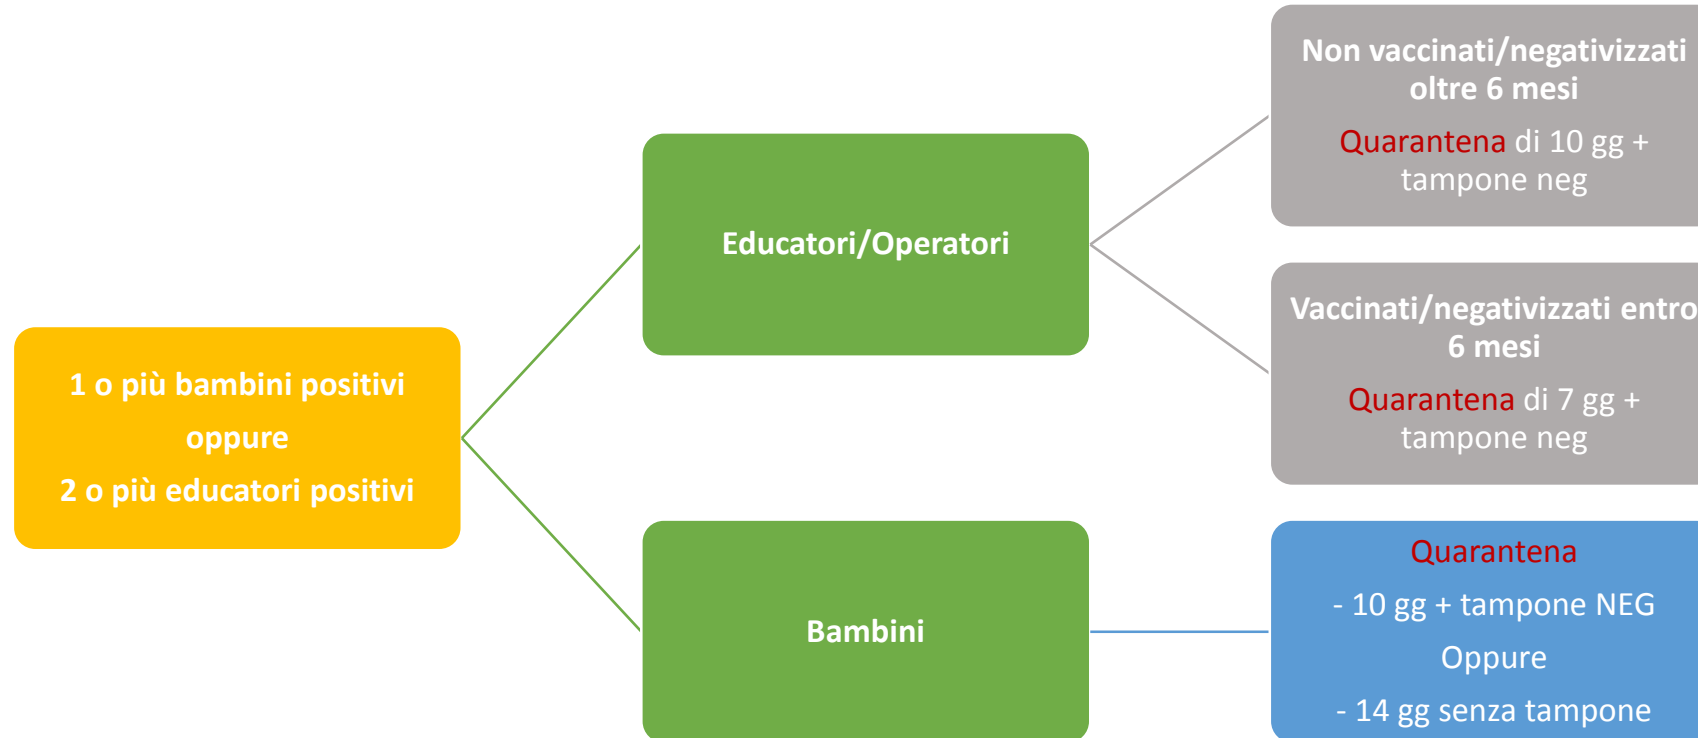 1 o più bambini positivi
oppure
2 o più educatori positivi
Educatori/Operatori
Non vaccinati/negativizzati
oltre 6 mesi
Quarantena di 10 gg +
tampone neg
Vaccinati/negativizzati entro
6 mesi
Quarantena di 7 gg +
tampone neg
Bambini
Quarantena
- 10 gg + tampone NEG
Oppure
- 14 gg senza tampone